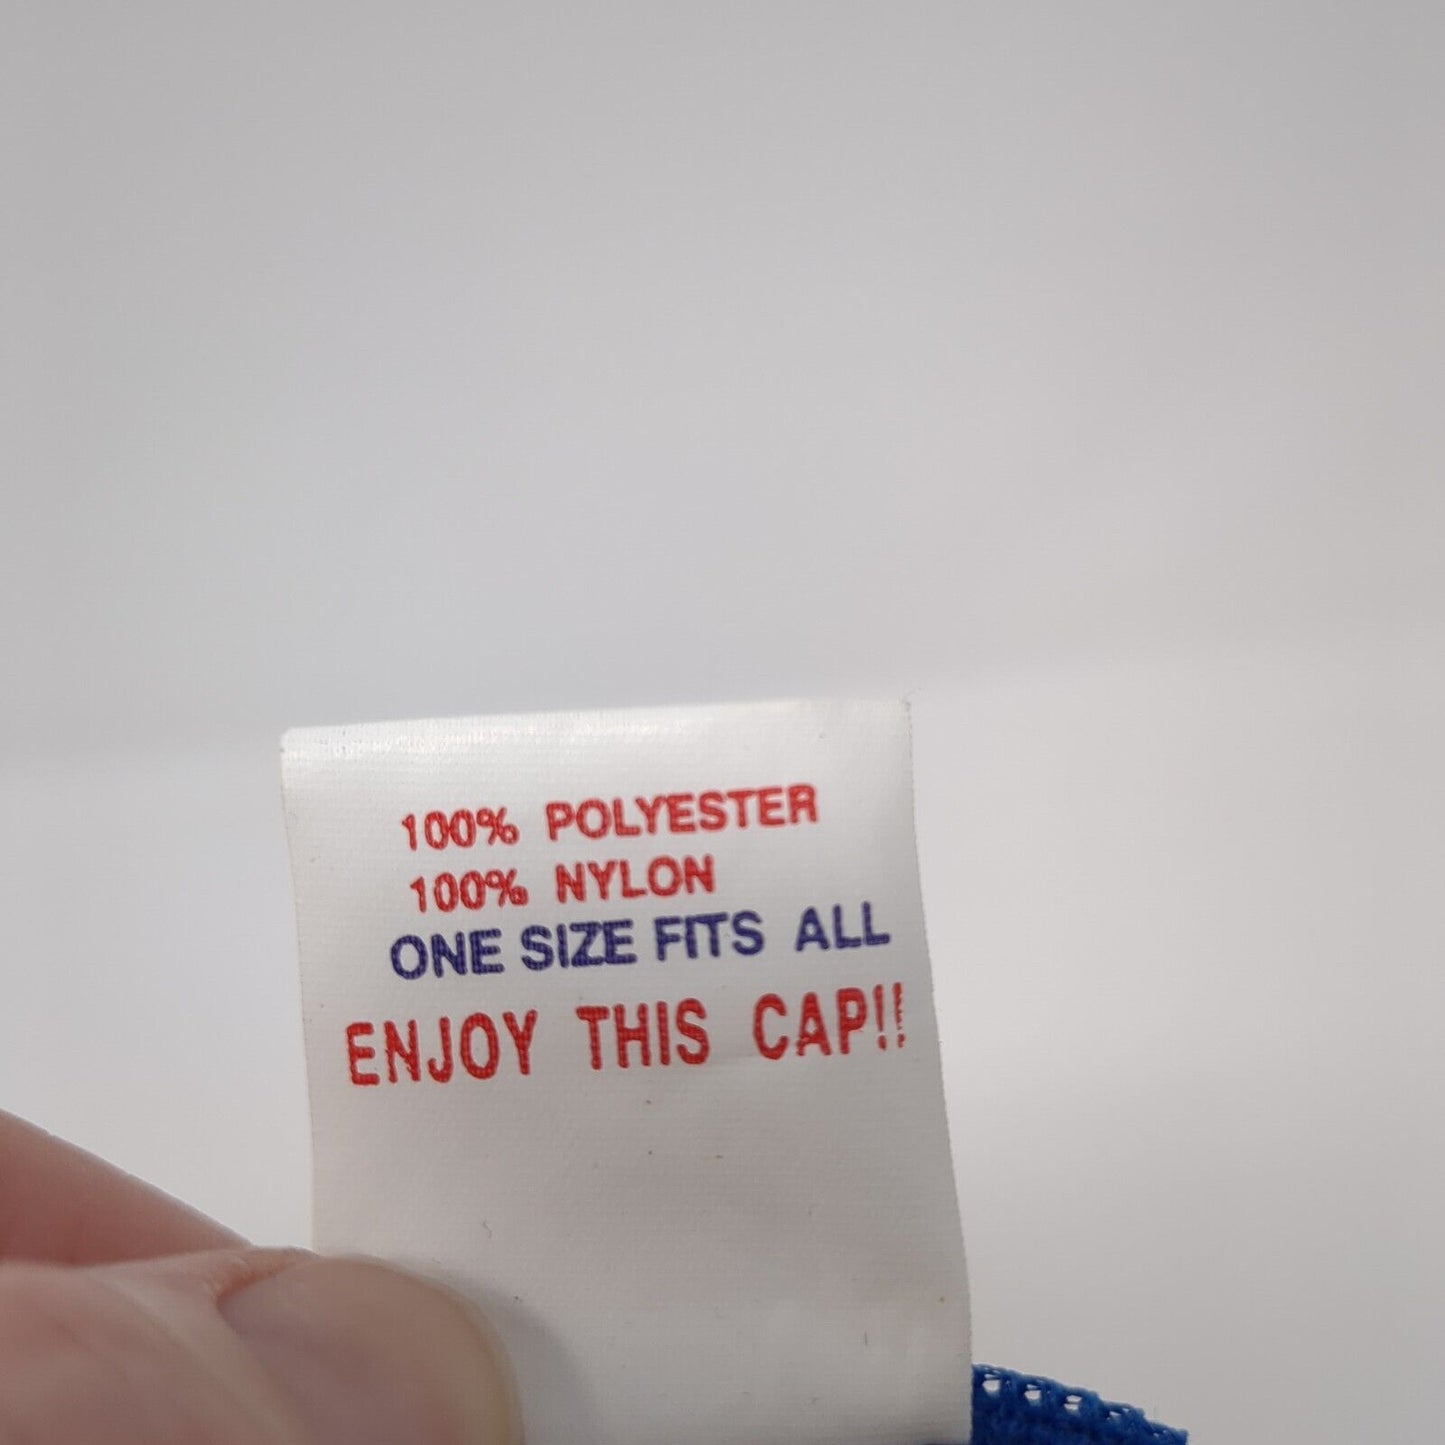 100% POLYESTER
100% NYLON
ONE SIZE FITS ALL
ENJOY THIS CAP!!